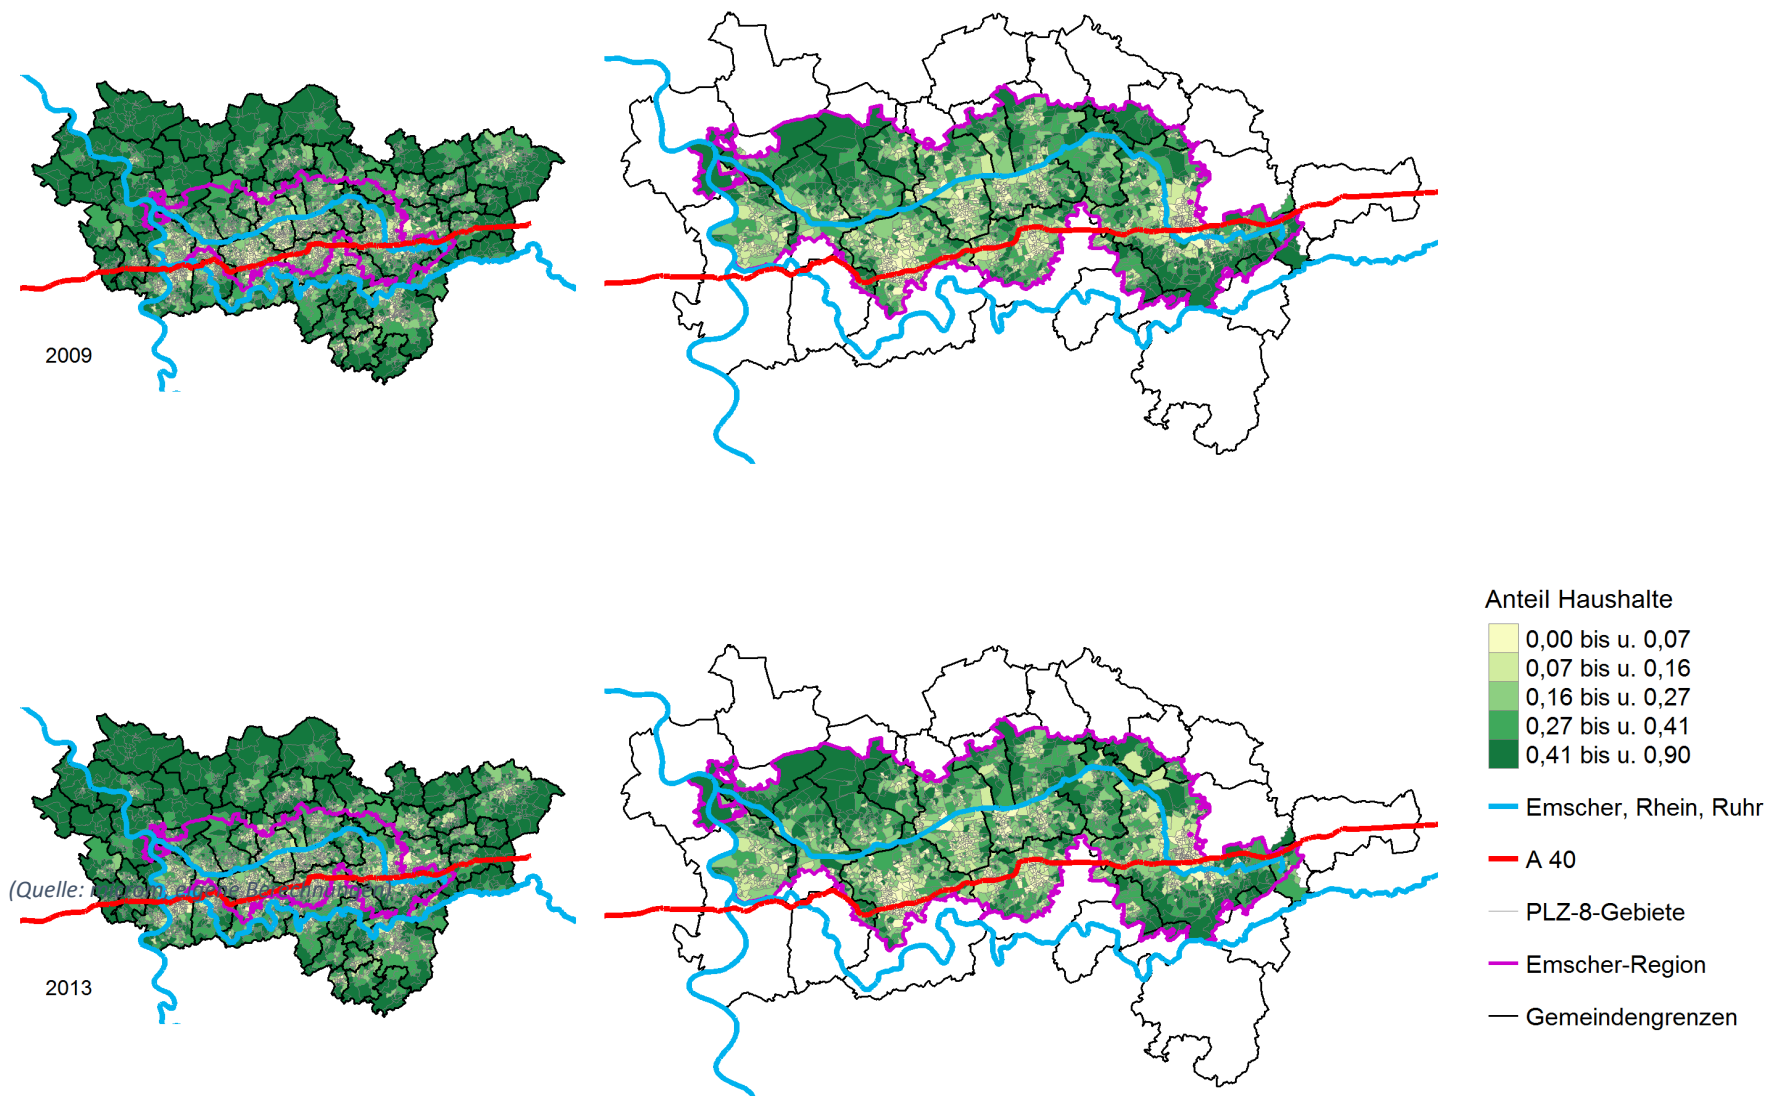 2009
Anteil Haushalte
0,00 bis u. 0,07
0,07 bis u. 0,16
0,16 bis u. 0,27
0,27 bis u. 0,41
0,41 bis u. 0,90
Emscher, Rhein, Ruhr
A 40
PLZ-8-Gebiete
Emscher-Region
Gemeindengrenzen
(Quelle:
2013